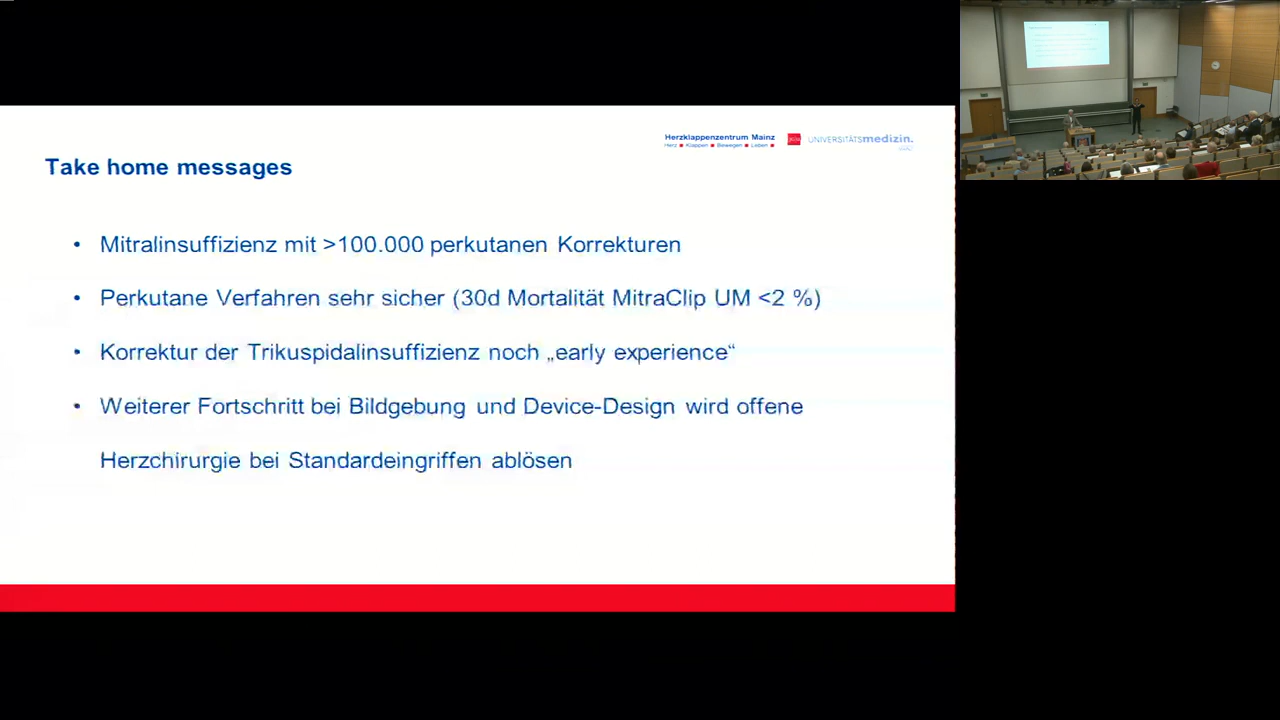 Herzklappenzentrum Mainz
Herz ■ Klappen ■ Bewegen ■ Leben ■
UNIVERSITÄTSmedizin.
Take home messages
• Mitralinsuffizienz mit >100.000 perkutanen Korrekturen
• Perkutane Verfahren sehr sicher (30d Mortalität MitraClip UM <2 %)
• Korrektur der Trikuspidalinsuffizienz noch „early experience“
• Weiterer Fortschritt bei Bildgebung und Device-Design wird offene
Herzchirurgie bei Standardeingriffen ablösen